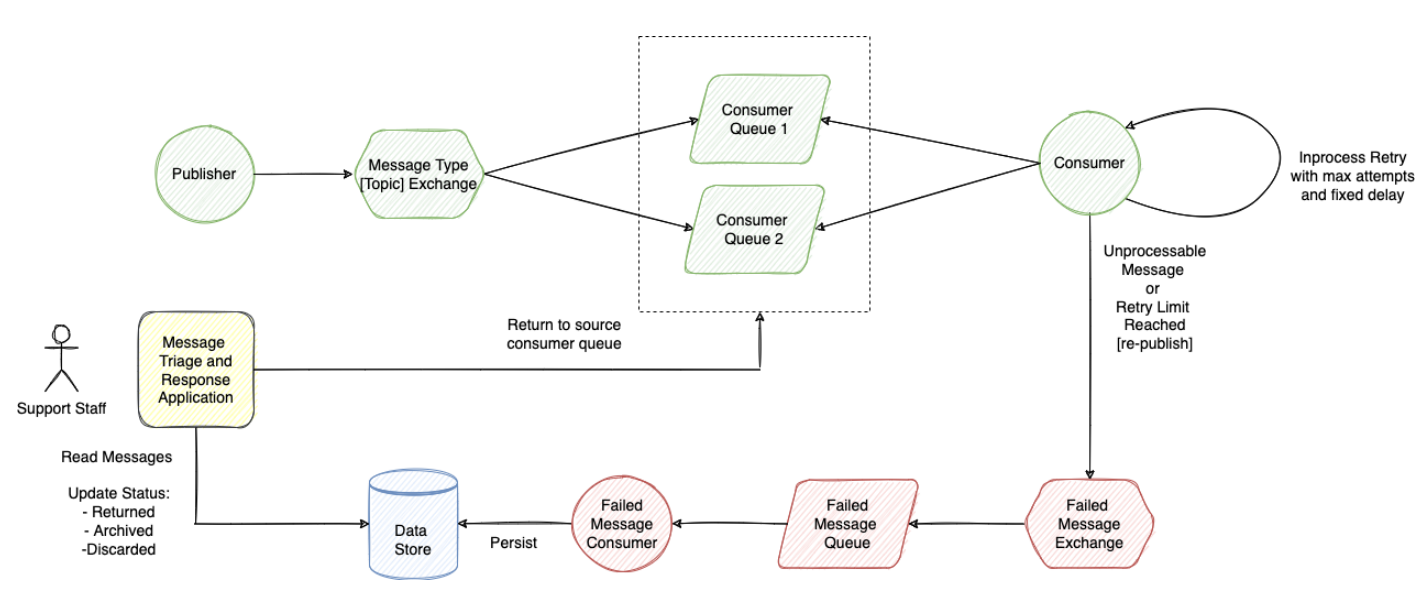 Consumer
Queue 1
Publisher
Message Type
[Topic] Exchange
Consumer
Inprocess Retry
with max attempts
and fixed delay
Consumer
Queue 2
Unprocessable
Message
or
Retry Limit
Reached
[re-publish]
Return to source
consumer queue
Message
Triage and
Response
Application
Support Staff
Read Messages
Update Status:
- Returned
- Archived
-Discarded
Data
Store
Persist
Failed
Message
Consumer
Failed
Message
Queue
Failed
Message
Exchange